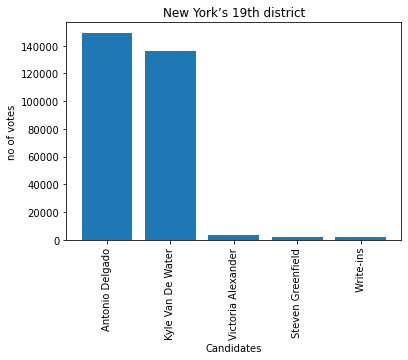 New York’s 19th district
no of votes
140000
120000
100000
80000
60000
40000
20000
0
Antonio Delgado
Kyle Van De Water
Victoria Alexander
Steven Greenfield
Write-ins
Candidates